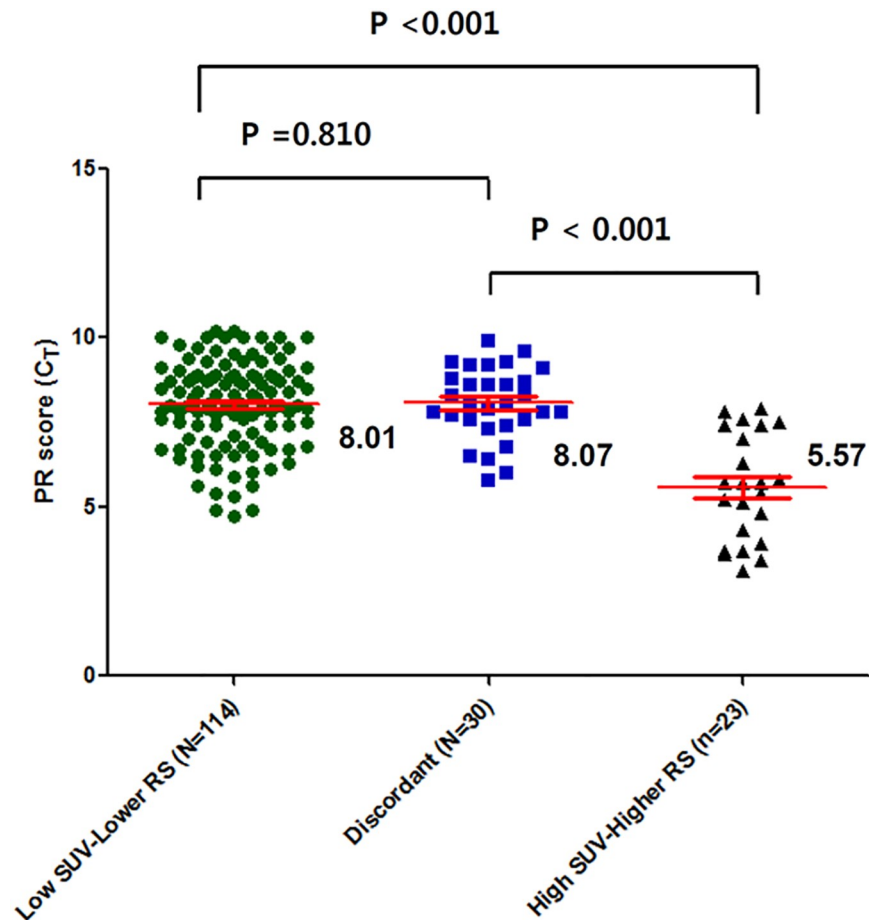 P <0.001
P =0.810
P < 0.001
15
10
5
0
PR score (CT)
8.01
8.07
5.57
Low SUV-Lower RS (N=114)
Discordant (N=30)
High SUV-Higher RS (n=23)